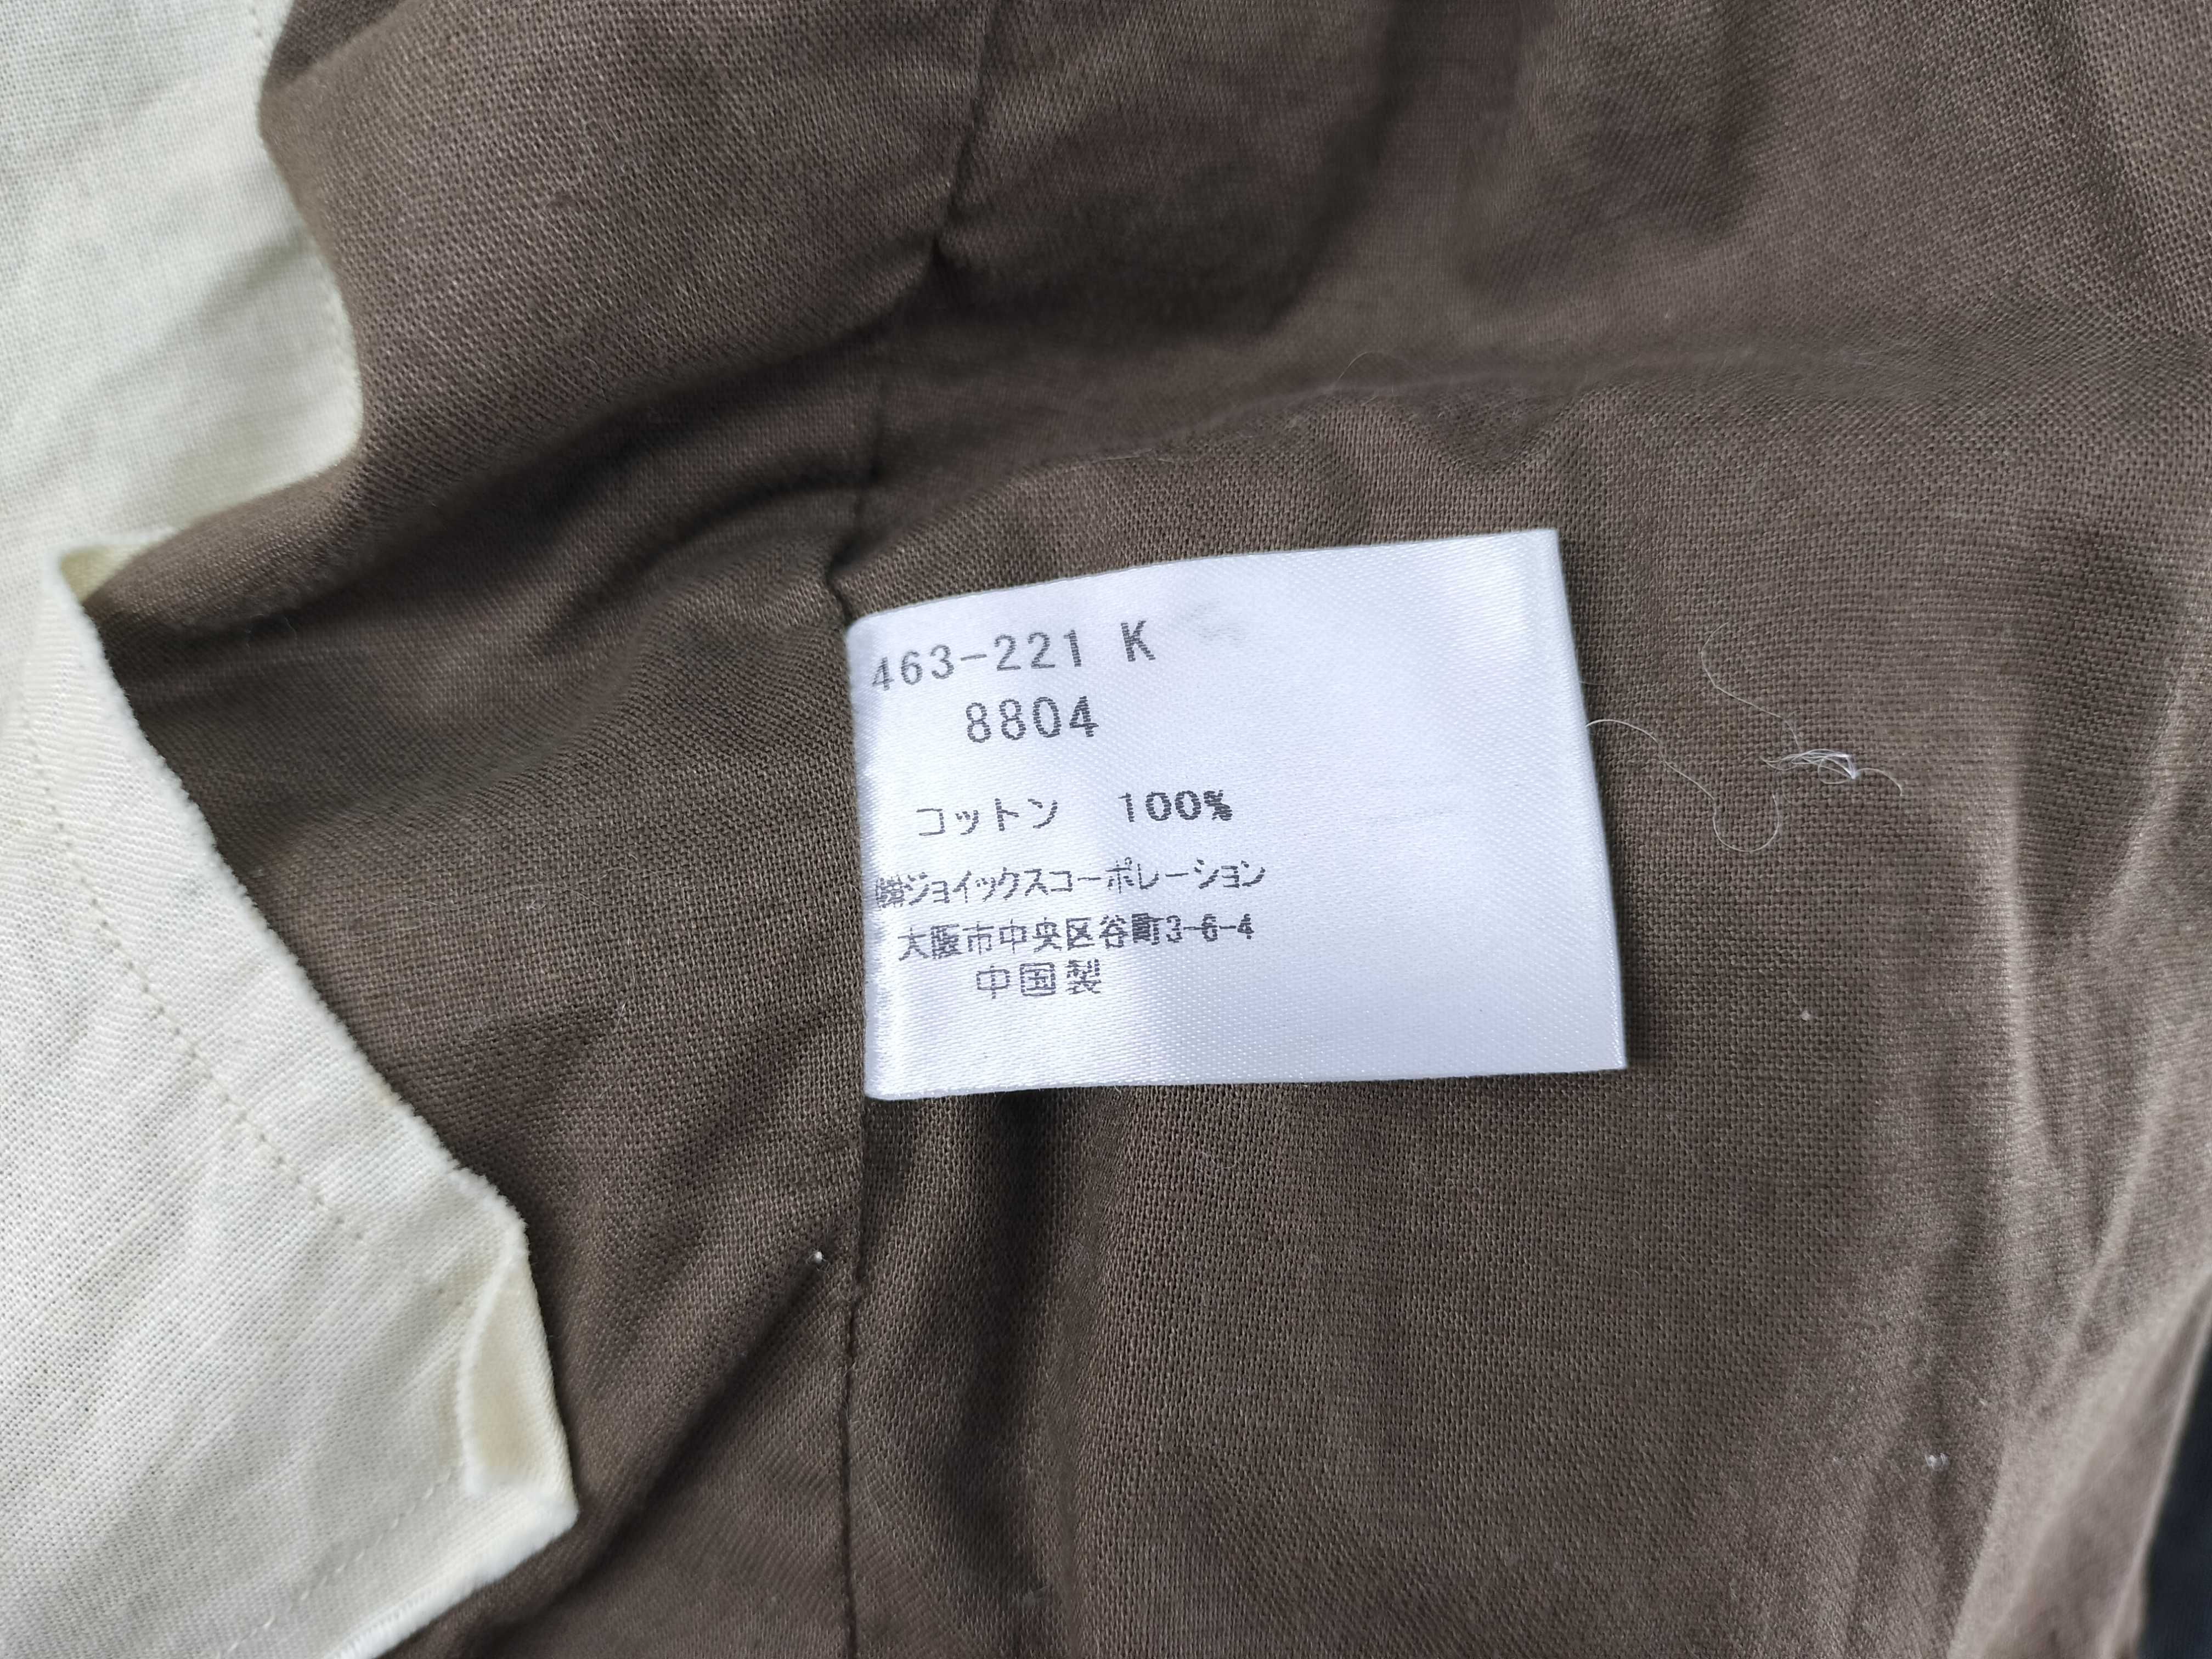 463-221 K
8804
コットン 100%
㈱ジョイックスコーポレーション
大阪市中央区谷町3-6-4
中国製